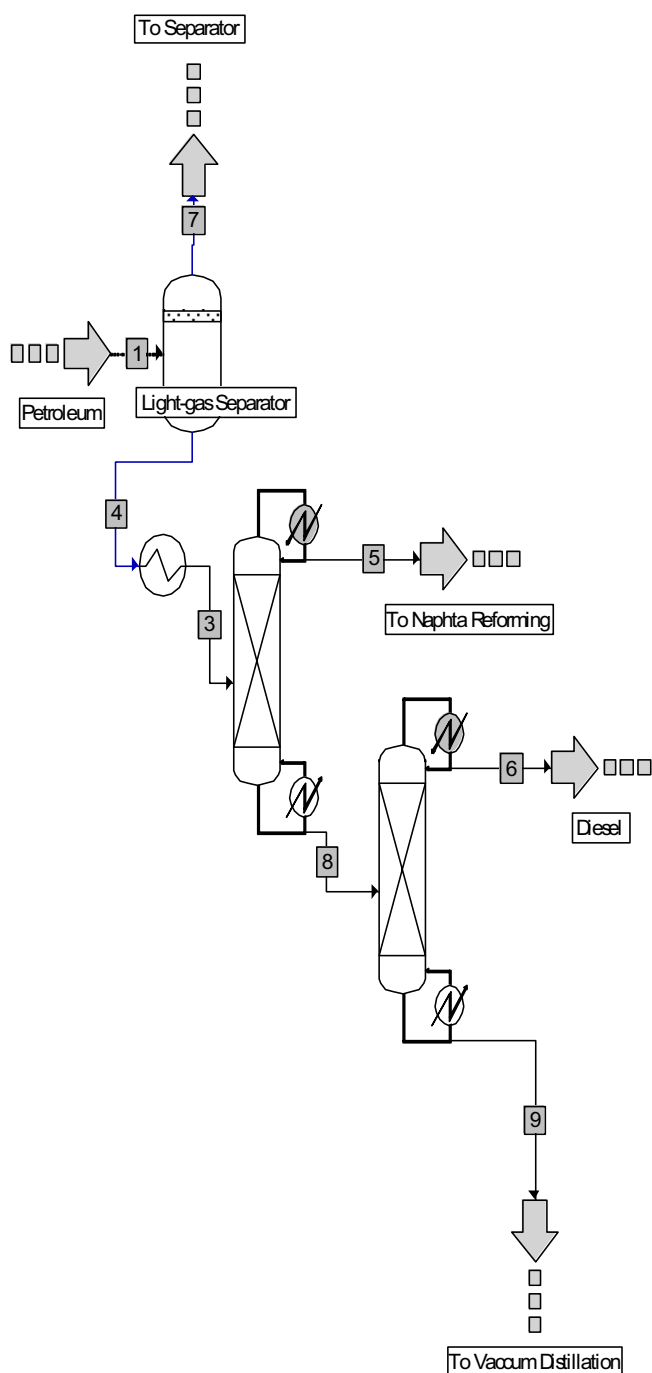 To Separator
7
1
Petroleum
Light-gas Separator
4
3
5
To Naphta Reforming
6
Diesel
8
9
To Vaccum Distillation